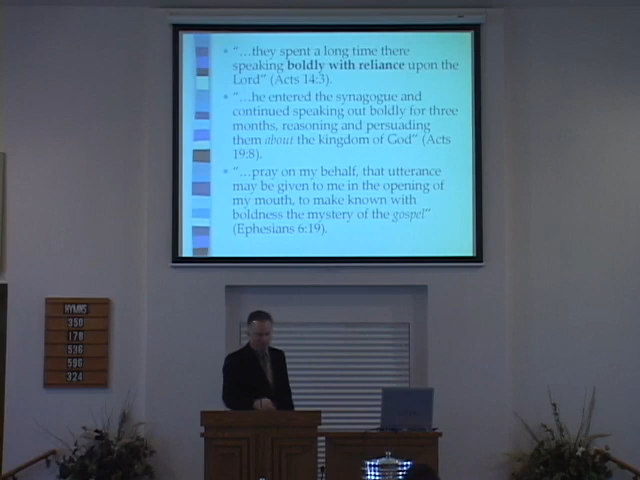 • "…they spent a long time there
speaking boldly with reliance upon the
Lord" (Acts 14:3).
• "…he entered the synagogue and
continued speaking out boldly for three
months, reasoning and persuading
them about the kingdom of God" (Acts
19:8).
• "…pray on my behalf, that utterance
may be given to me in the opening of
my mouth, to make known with
boldness the mystery of the gospel"
(Ephesians 6:19).
HYMNS
350
178
536
596
324